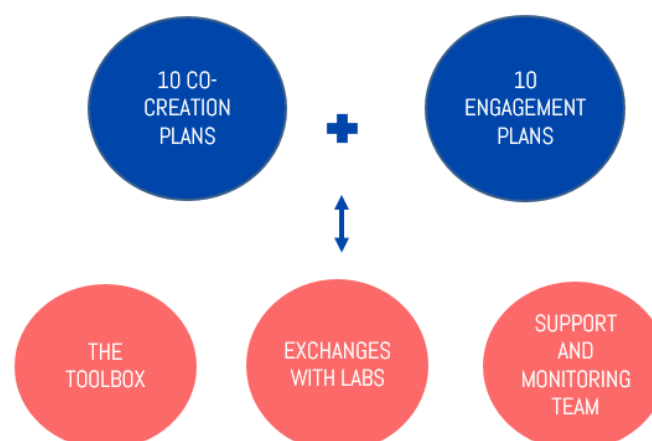 10 CO-
CREATION
PLANS
10
ENGAGEMENT
PLANS
THE
TOOLBOX
EXCHANGES
WITH LABS
SUPPORT
AND
MONITORING
TEAM